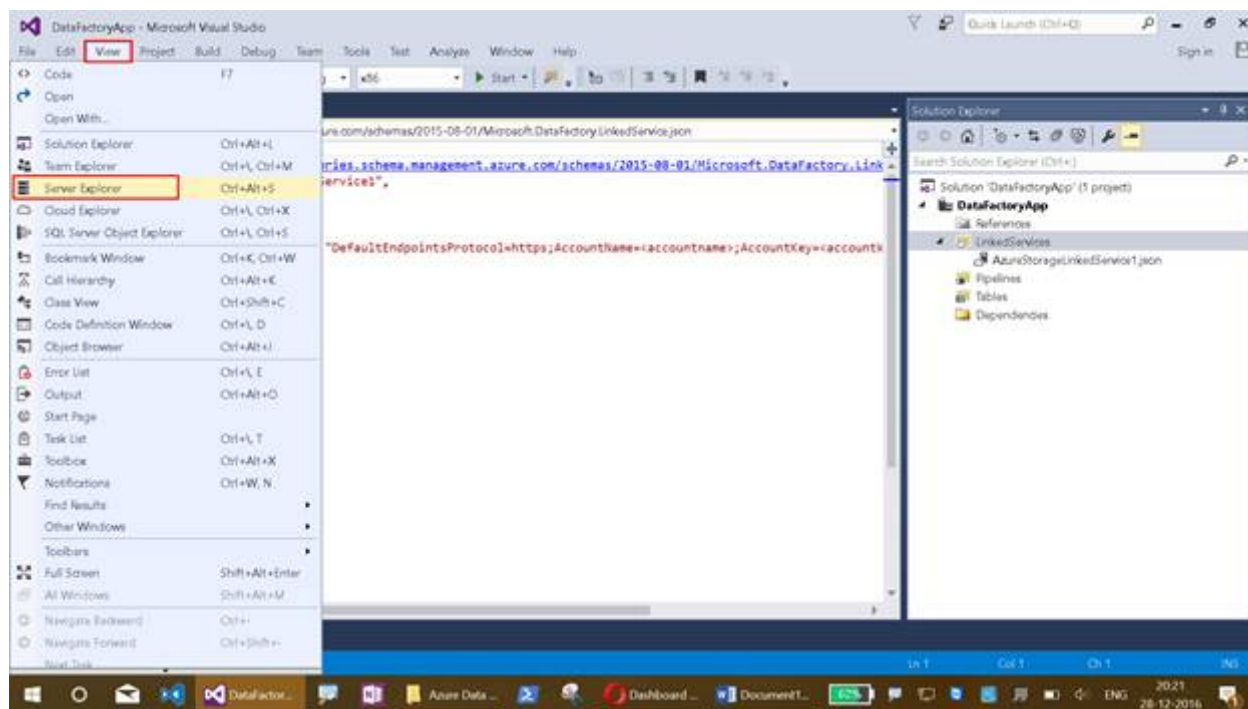 DataFactoryApp - Microsoft Visual Studio
Quick Launch (Ctrl+Q)
File Edit View Project Build Debug Team Tools Test Analyze Window Help
Sign in
x86 Start
Code F7
Open
Open With...
Solution Explorer Ctrl+Alt+L
Team Explorer Ctrl+\, Ctrl+M
Server Explorer Ctrl+Alt+S
Cloud Explorer Ctrl+\, Ctrl+X
SQL Server Object Explorer Ctrl+\, Ctrl+S
Bookmark Window Ctrl+K, Ctrl+W
Call Hierarchy Ctrl+Alt+K
Class View Ctrl+Shift+C
Code Definition Window Ctrl+\, D
Object Browser Ctrl+Alt+J
Error List Ctrl+\, E
Output Ctrl+Alt+O
Start Page
Task List Ctrl+\, T
Toolbox Ctrl+Alt+X
Notifications Ctrl+W, N
Find Results
Other Windows
Toolbars
Full Screen Shift+Alt+Enter
All Windows Shift+Alt+M
Navigate Backward Ctrl+-
Navigate Forward Ctrl+Shift+-
Next Task
ure.com/schemas/2015-08-01/Microsoft.DataFactory.LinkedService.json
ries.schema.management.azure.com/schemas/2015-08-01/Microsoft.DataFactory.Link
ervice1",
"DefaultEndpointsProtocol=https;AccountName=<accountname>;AccountKey=<accountk
Solution Explorer
Search Solution Explorer (Ctrl+;)
Solution 'DataFactoryApp' (1 project)
DataFactoryApp
References
LinkedServices
AzureStorageLinkedService1.json
Pipelines
Tables
Dependencies
Ln 1 Col 1 Ch 1 INS
DataFactor... Azure Data ... Dashboard ... Document1... 62% ENG 20:21
28-12-2016